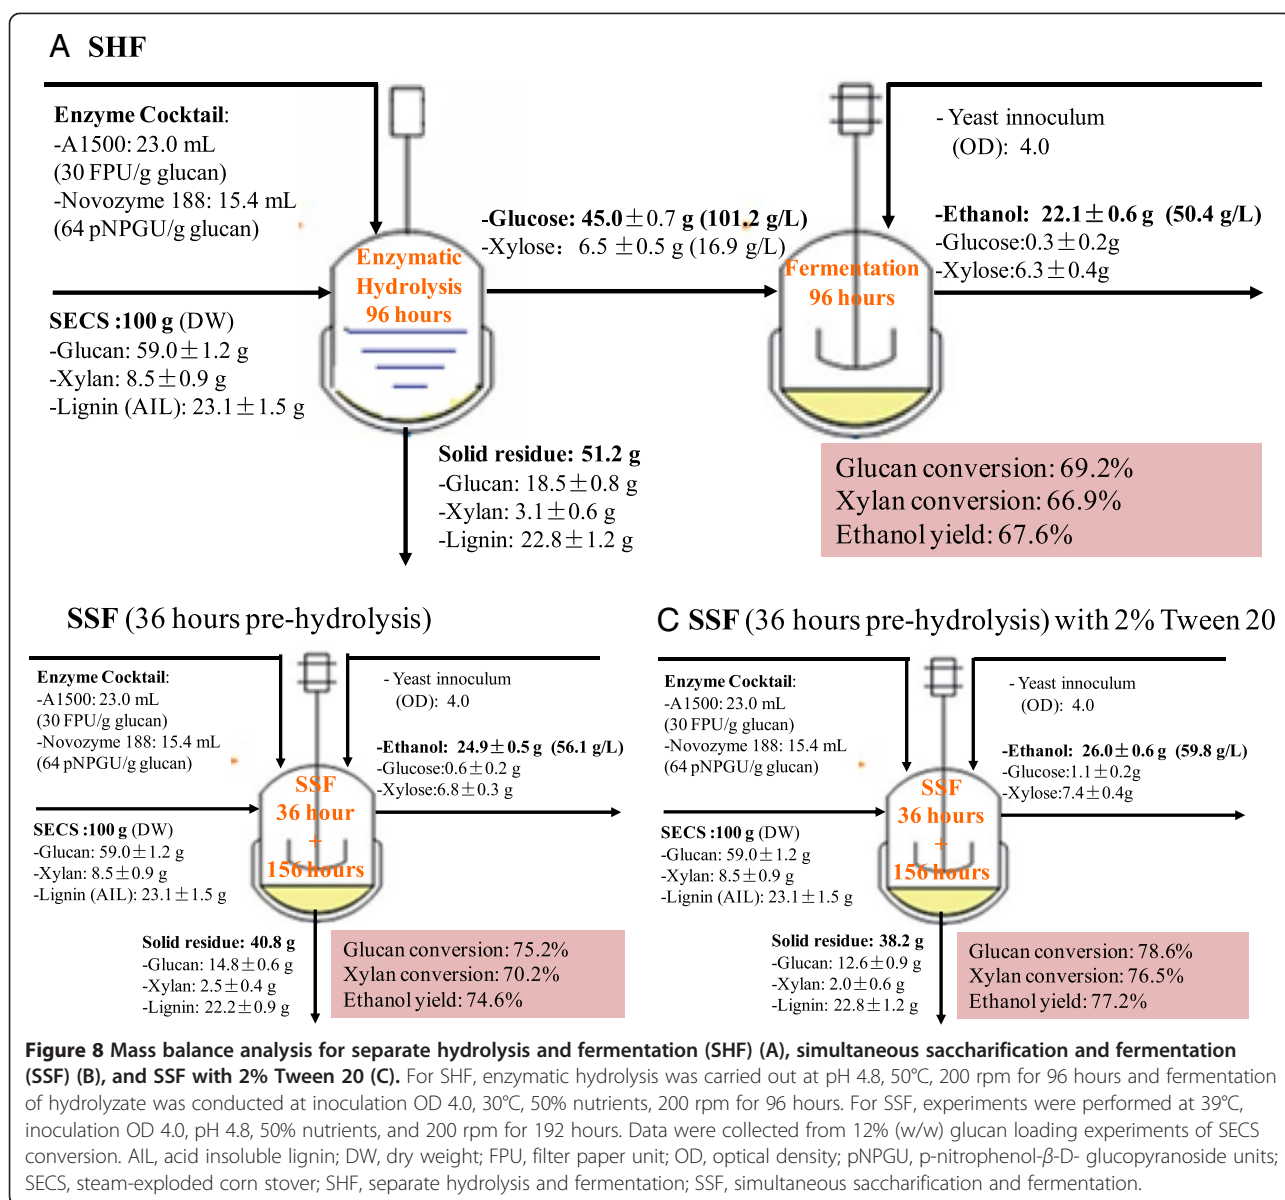 A SHF
Enzyme Cocktail:
-A1500: 23.0 mL
(30 FPU/g glucan)
-Novozyme 188: 15.4 mL
(64 pNPGU/g glucan)
SECS :100 g (DW)
-Glucan: 59.0±1.2 g
-Xylan: 8.5±0.9 g
-Lignin (AIL): 23.1±1.5 g
Enzymatic
Hydrolysis
96 hours
-Glucose: 45.0±0.7 g (101.2 g/L)
-Xylose: 6.5 ±0.5 g (16.9 g/L)
Solid residue: 51.2 g
-Glucan: 18.5±0.8 g
-Xylan: 3.1±0.6 g
-Lignin: 22.8±1.2 g
Fermentation
96 hours
- Yeast innoculum
(OD): 4.0
-Ethanol: 22.1±0.6 g (50.4 g/L)
-Glucose:0.3±0.2g
-Xylose:6.3±0.4g
Glucan conversion: 69.2%
Xylan conversion: 66.9%
Ethanol yield: 67.6%
SSF (36 hours pre-hydrolysis)
Enzyme Cocktail:
-A1500: 23.0 mL
(30 FPU/g glucan)
-Novozyme 188: 15.4 mL
(64 pNPGU/g glucan)
SECS :100 g (DW)
-Glucan: 59.0±1.2 g
-Xylan: 8.5±0.9 g
-Lignin (AIL): 23.1±1.5 g
SSF
36 hour
+
156 hours
- Yeast innoculum
(OD): 4.0
-Ethanol: 24.9±0.5 g (56.1 g/L)
-Glucose:0.6±0.2 g
-Xylose:6.8±0.3 g
Solid residue: 40.8 g
-Glucan: 14.8±0.6 g
-Xylan: 2.5±0.4 g
-Lignin: 22.2±0.9 g
Glucan conversion: 75.2%
Xylan conversion: 70.2%
Ethanol yield: 74.6%
C SSF (36 hours pre-hydrolysis) with 2% Tween 20
Enzyme Cocktail:
-A1500: 23.0 mL
(30 FPU/g glucan)
-Novozyme 188: 15.4 mL
(64 pNPGU/g glucan)
SECS :100 g (DW)
-Glucan: 59.0±1.2 g
-Xylan: 8.5±0.9 g
-Lignin (AIL): 23.1±1.5 g
SSF
36 hours
+
156 hours
- Yeast innoculum
(OD): 4.0
-Ethanol: 26.0±0.6 g (59.8 g/L)
-Glucose:1.1±0.2g
-Xylose:7.4±0.4g
Solid residue: 38.2 g
-Glucan: 12.6±0.9 g
-Xylan: 2.0±0.6 g
-Lignin: 22.8±1.2 g
Glucan conversion: 78.6%
Xylan conversion: 76.5%
Ethanol yield: 77.2%
Figure 8 Mass balance analysis for separate hydrolysis and fermentation (SHF) (A), simultaneous saccharification and fermentation
(SSF) (B), and SSF with 2% Tween 20 (C). For SHF, enzymatic hydrolysis was carried out at pH 4.8, 50°C, 200 rpm for 96 hours and fermentation
of hydrolyzate was conducted at inoculation OD 4.0, 30°C, 50% nutrients, 200 rpm for 96 hours. For SSF, experiments were performed at 39°C,
inoculation OD 4.0, pH 4.8, 50% nutrients, and 200 rpm for 192 hours. Data were collected from 12% (w/w) glucan loading experiments of SECS
conversion. AIL, acid insoluble lignin; DW, dry weight; FPU, filter paper unit; OD, optical density; pNPGU, p-nitrophenol-β-D- glucopyranoside units;
SECS, steam-exploded corn stover; SHF, separate hydrolysis and fermentation; SSF, simultaneous saccharification and fermentation.